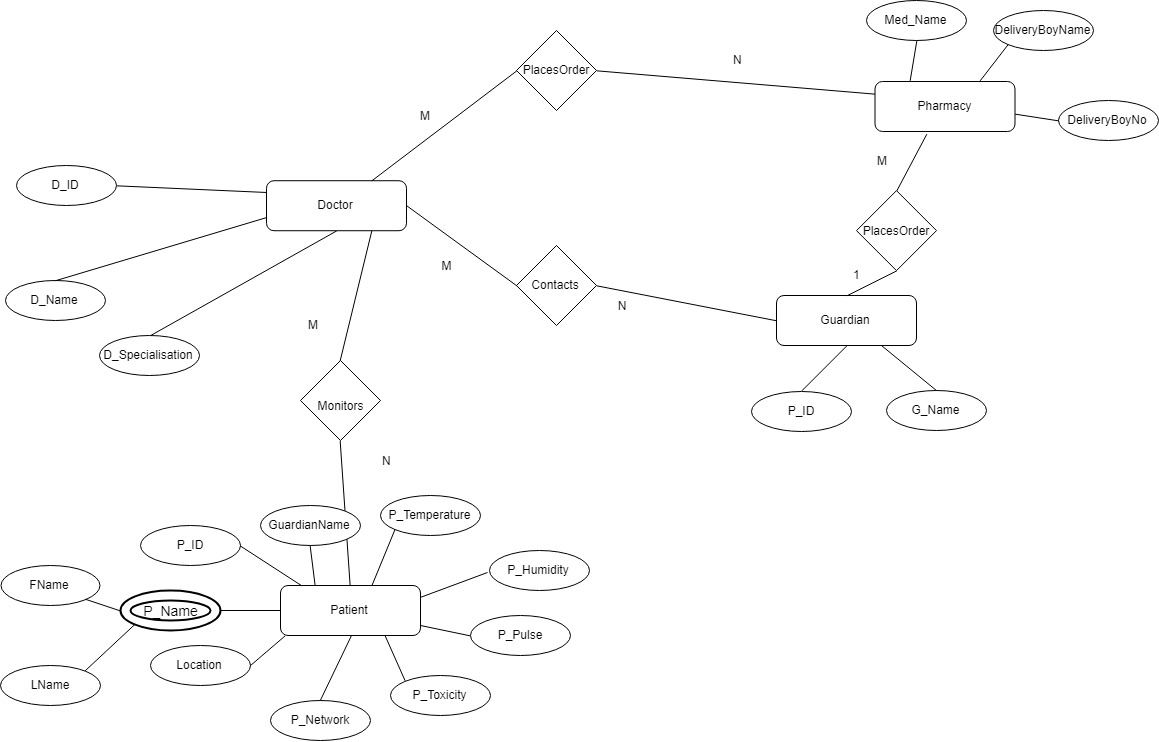 Med_Name
DeliveryBoyName
PlacesOrder
N
Pharmacy
M
DeliveryBoyNo
M
D_ID
Doctor
PlacesOrder
M
1
Contacts
D_Name
N
Guardian
M
D_Specialisation
Monitors
P_ID
G_Name
N
GuardianName
P_Temperature
P_ID
P_Humidity
FName
P_Name
Patient
P_Pulse
Location
LName
P_Toxicity
P_Network